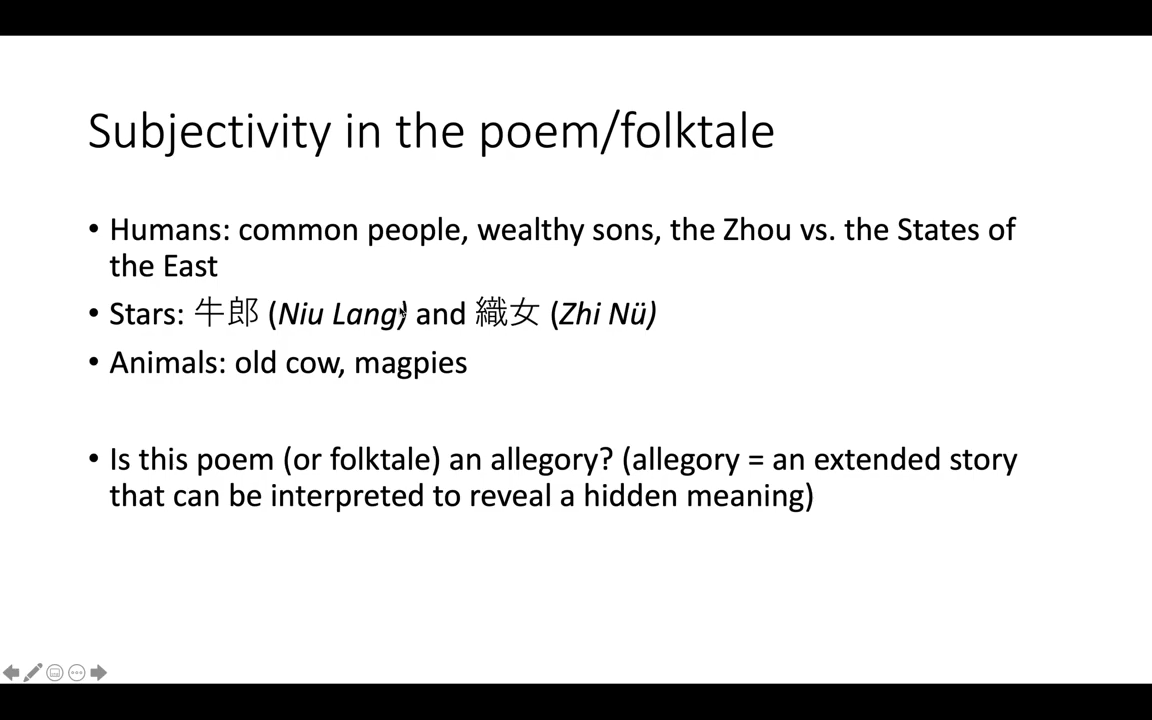 Subjectivity in the poem/folktale
• Humans: common people, wealthy sons, the Zhou vs. the States of
the East
• Stars: 牛郎 (Niu Lang) and 織女 (Zhi Nü)
• Animals: old cow, magpies
• Is this poem (or folktale) an allegory? (allegory = an extended story
that can be interpreted to reveal a hidden meaning)